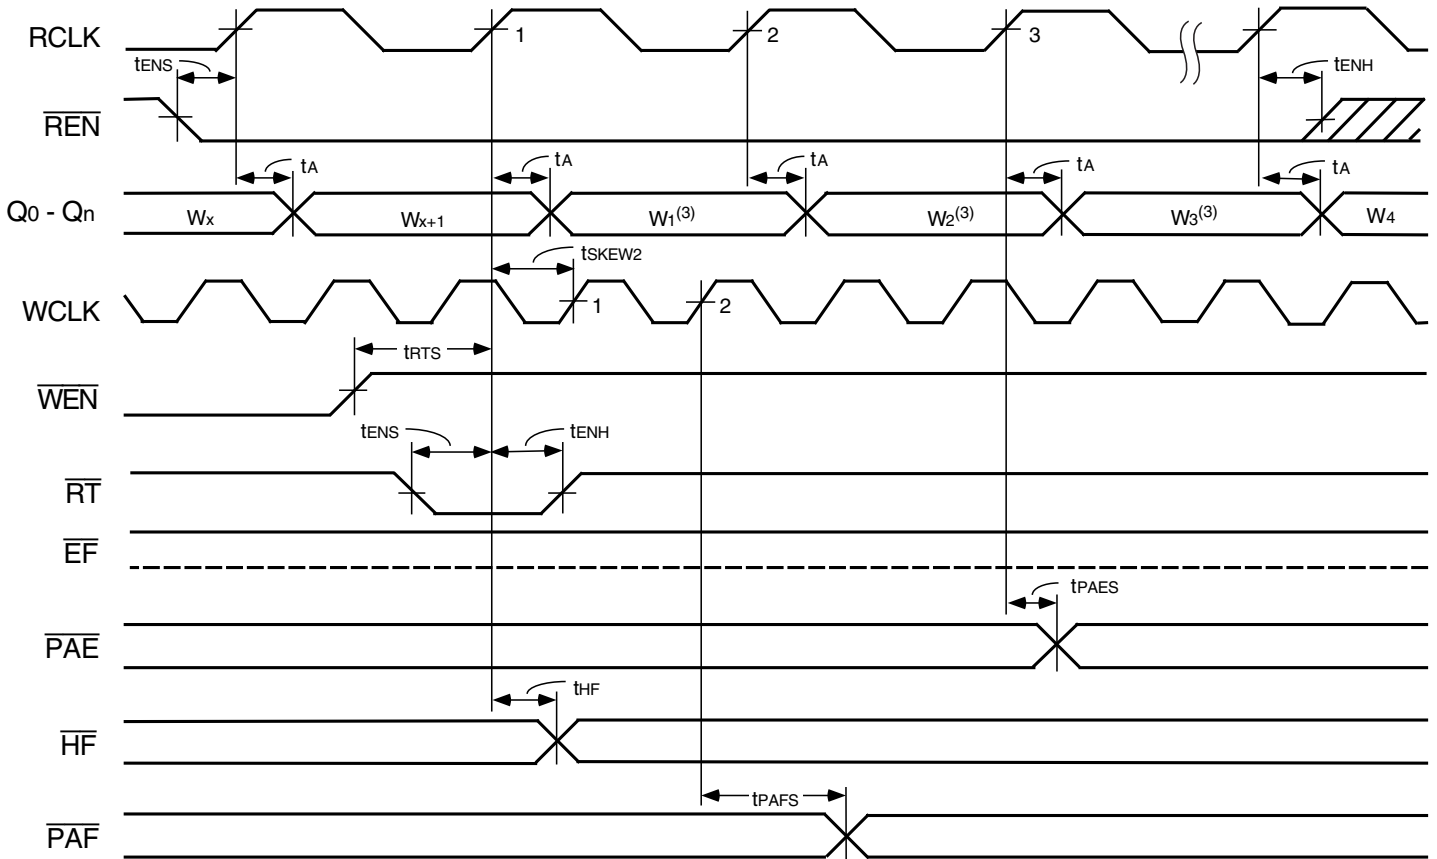 RCLK 1 2 3
tENS tENH
REN
tA tA tA tA tA
Q0 - Qn Wx Wx+1 W1(3) W2(3) W3(3) W4
tSKEW2
WCLK 1 2
tRTS
WEN
tENS tENH
RT
EF
tPAES
PAE
tHF
HF
tPAFS
PAF